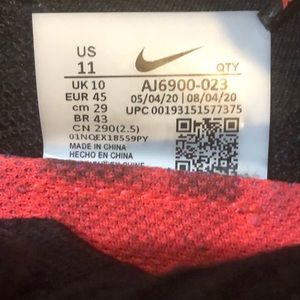 US
11
QTY
UK 10
EUR 45
cm 29
BR 43
CN 290(2.5)
AJ6900-023
05/04/20 08/04/20
UPC 00193151577375
01NQEX18559PY
MADE IN CHINA
HECHO EN CHINA